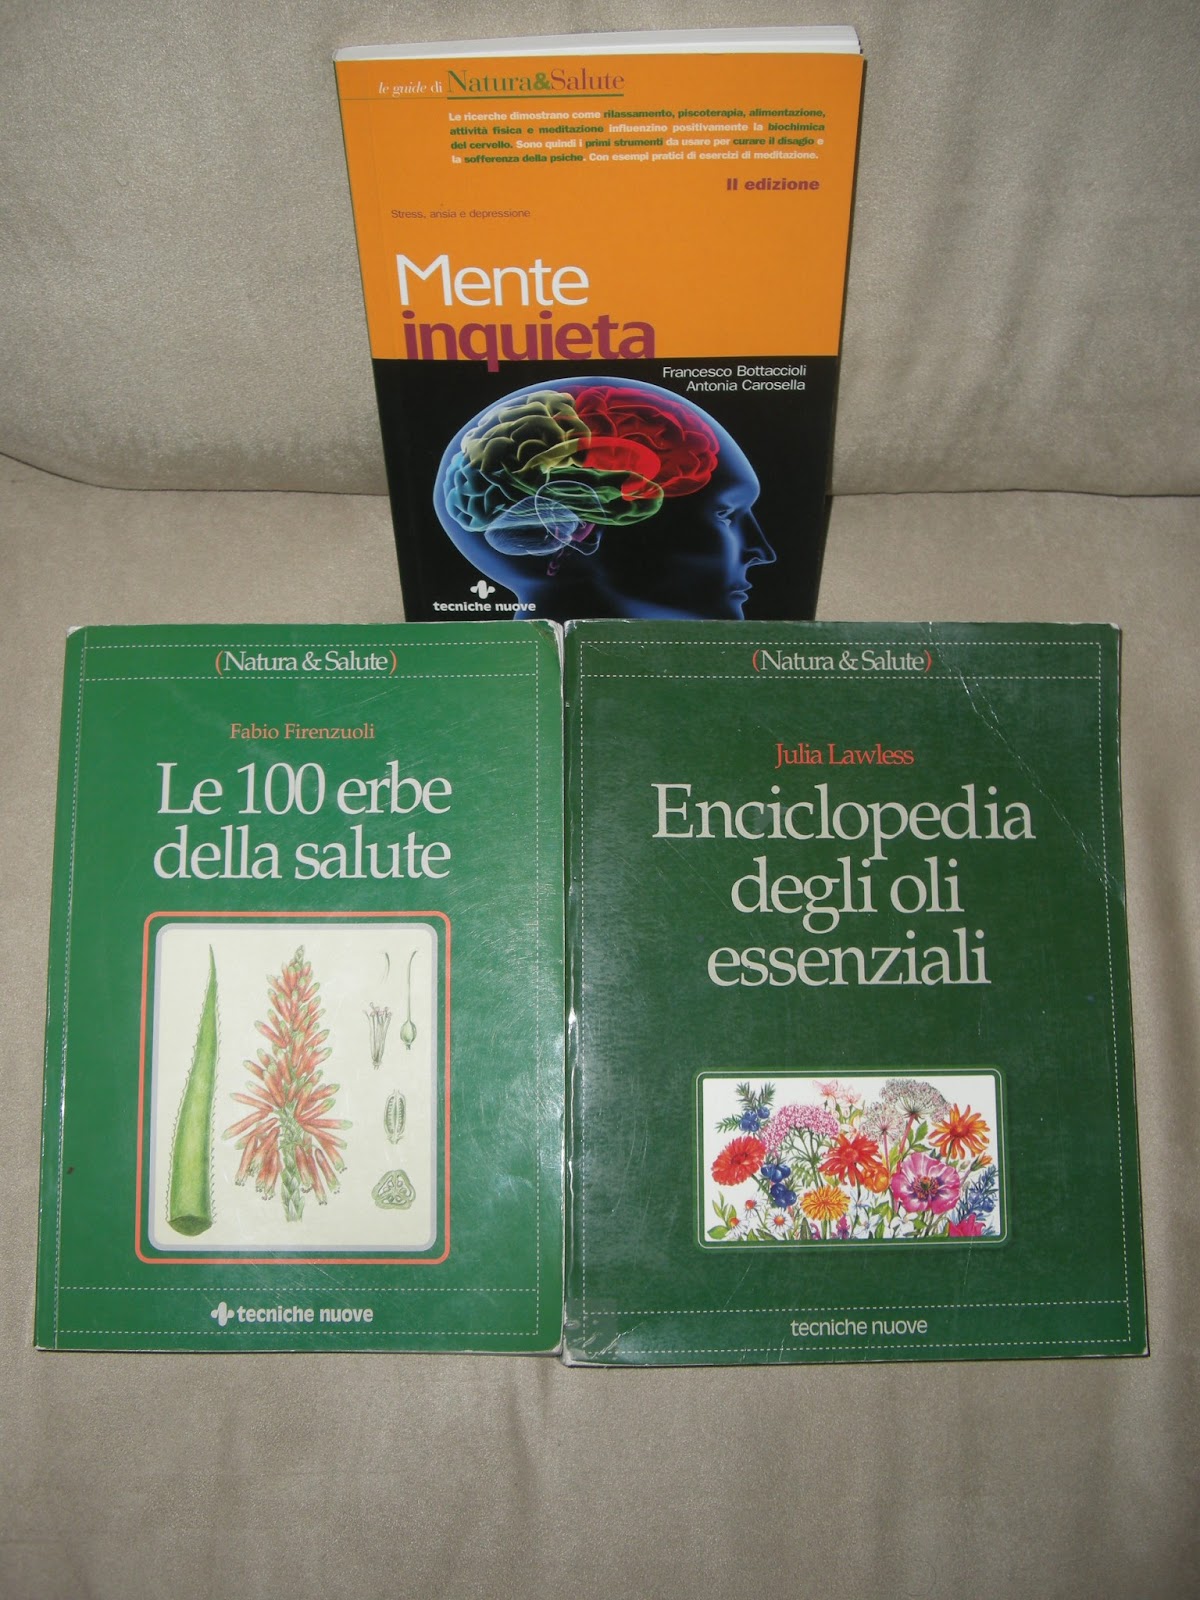 le guide di Natura&Salute
Le ricerche dimostrano come rilassamento, piscoterapia, alimentazione,
attività fisica e meditazione influenzino positivamente la biochimica
del cervello. Sono quindi i primi strumenti da usare per curare il disagio e
la sofferenza della psiche. Con esempi pratici di esercizi di meditazione.
II edizione
Stress, ansia e depressione
Mente
inquieta
Francesco Bottaccioli
Antonia Carosella
tecniche nuove
(Natura & Salute)
Fabio Firenzuoli
Le 100 erbe
della salute
tecniche nuove
(Natura & Salute)
Julia Lawless
Enciclopedia
degli oli
essenziali
tecniche nuove